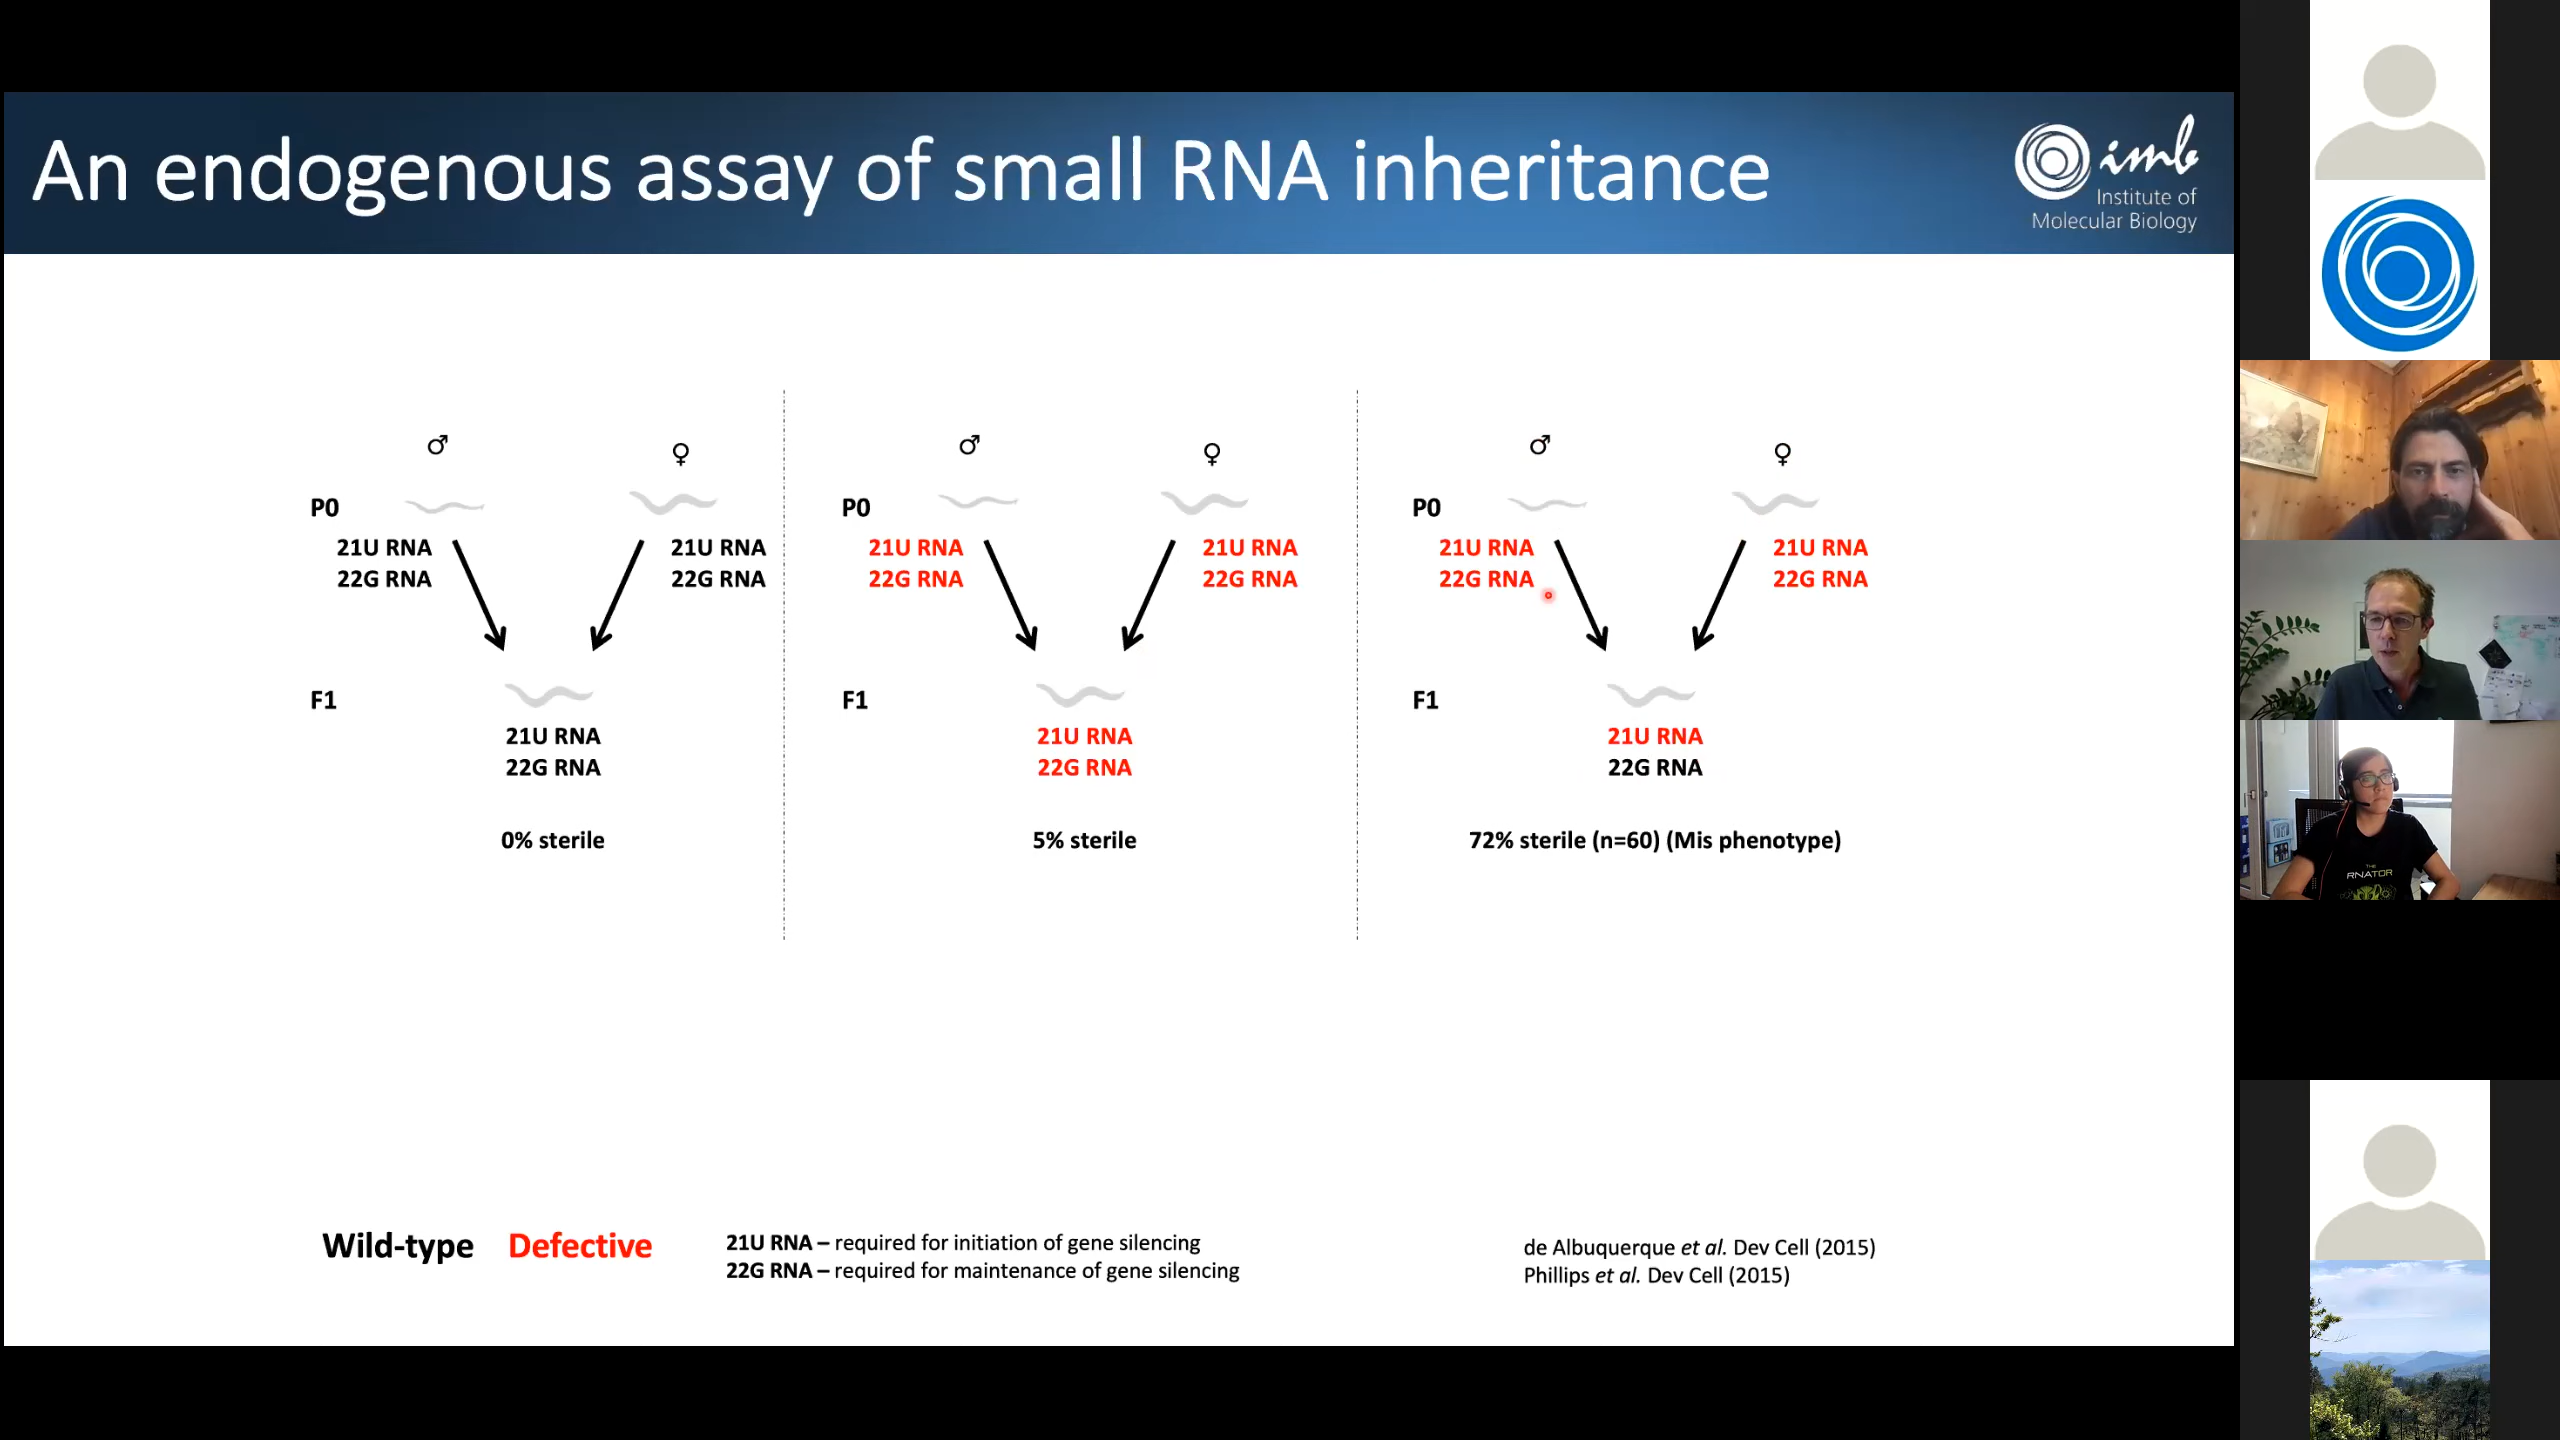 An endogenous assay of small RNA inheritance
imb
Institute of
Molecular Biology
♂
♀
P0
21U RNA
22G RNA
21U RNA
22G RNA
F1
21U RNA
22G RNA
0% sterile
♂
♀
P0
21U RNA
22G RNA
21U RNA
22G RNA
F1
21U RNA
22G RNA
5% sterile
♂
♀
P0
21U RNA
22G RNA
21U RNA
22G RNA
F1
21U RNA
22G RNA
72% sterile (n=60) (Mis phenotype)
Wild-type Defective
21U RNA – required for initiation of gene silencing
22G RNA – required for maintenance of gene silencing
de Albuquerque et al. Dev Cell (2015)
Phillips et al. Dev Cell (2015)
THE
RNATOR